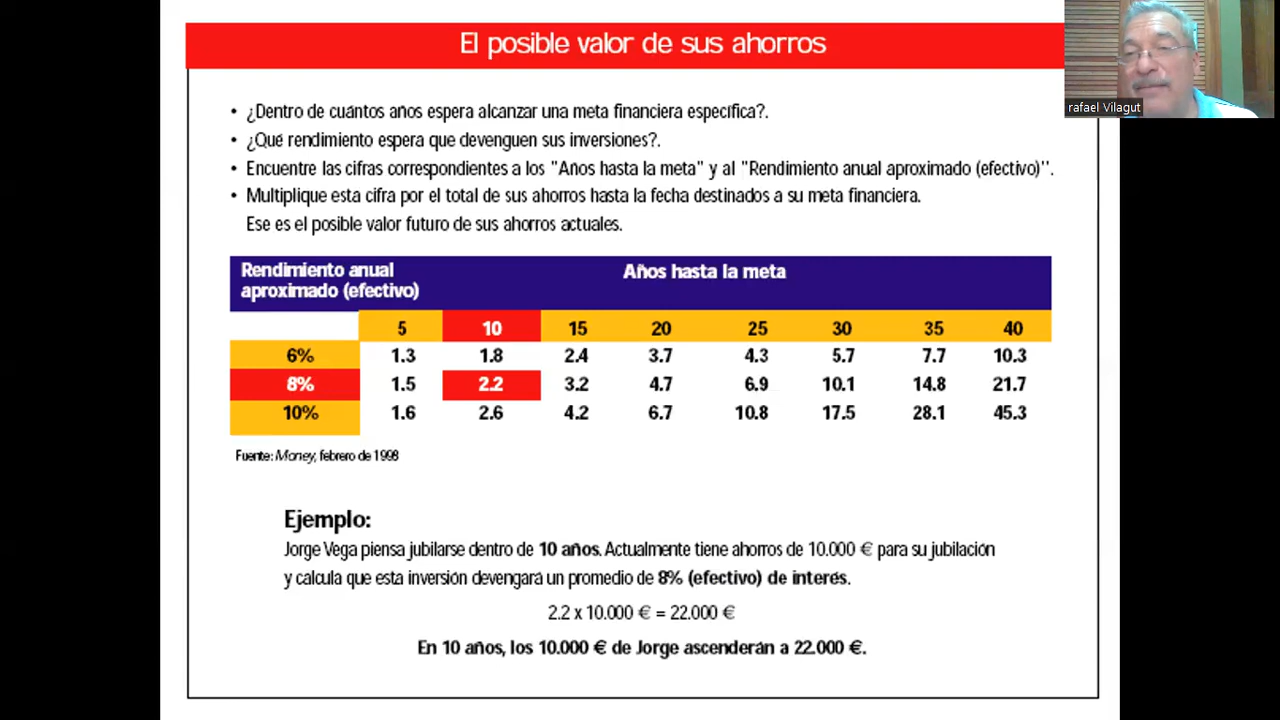 El posible valor de sus ahorros
rafael Vilagut
• ¿Dentro de cuántos años espera alcanzar una meta financiera específica?.
• ¿Qué rendimiento espera que devenguen sus inversiones?.
• Encuentre las cifras correspondientes a los "Años hasta la meta" y al "Rendimiento anual aproximado (efectivo)".
• Multiplique esta cifra por el total de sus ahorros hasta la fecha destinados a su meta financiera.
Ese es el posible valor futuro de sus ahorros actuales.
Rendimiento anual aproximado (efectivo) Años hasta la meta
5 10 15 20 25 30 35 40
6% 1.3 1.8 2.4 3.7 4.3 5.7 7.7 10.3
8% 1.5 2.2 3.2 4.7 6.9 10.1 14.8 21.7
10% 1.6 2.6 4.2 6.7 10.8 17.5 28.1 45.3
Fuente: Money, febrero de 1998
Ejemplo:
Jorge Vega piensa jubilarse dentro de 10 años. Actualmente tiene ahorros de 10.000 € para su jubilación
y calcula que esta inversión devengará un promedio de 8% (efectivo) de interés.
2.2 x 10.000 € = 22.000 €
En 10 años, los 10.000 € de Jorge ascenderán a 22.000 €.